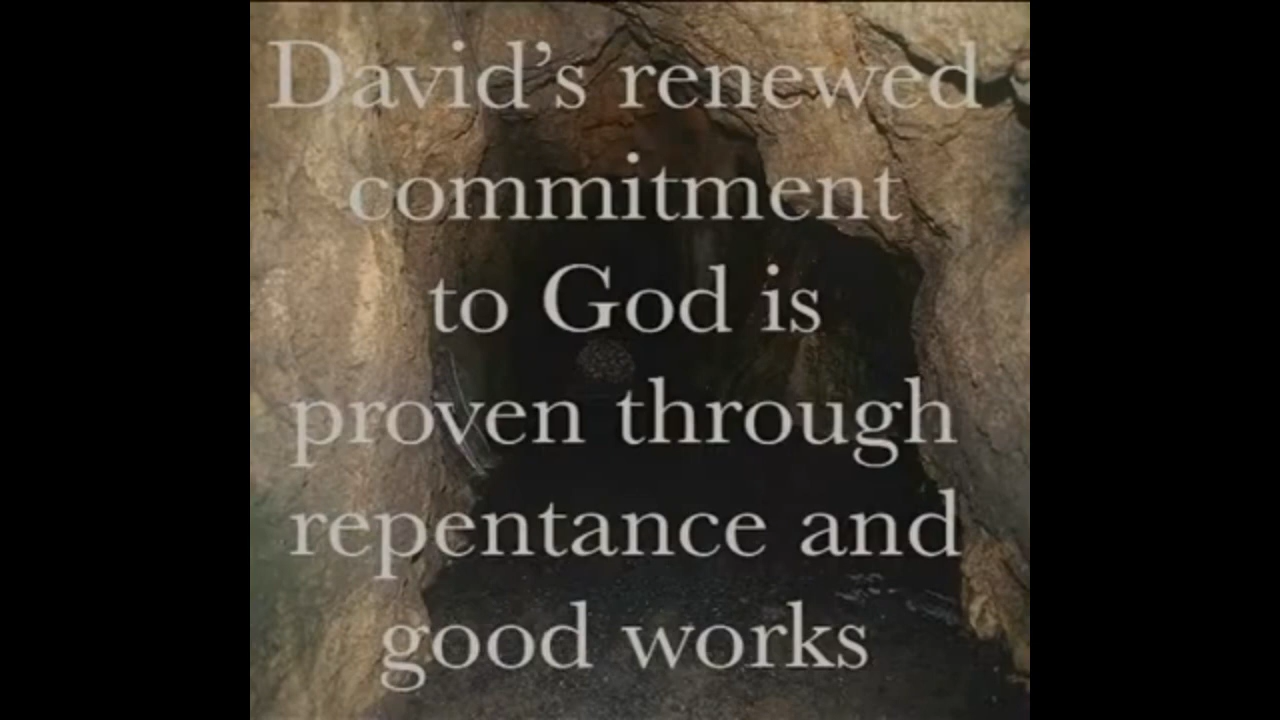 David’s renewed
commitment
to God is
proven through
repentance and
good works